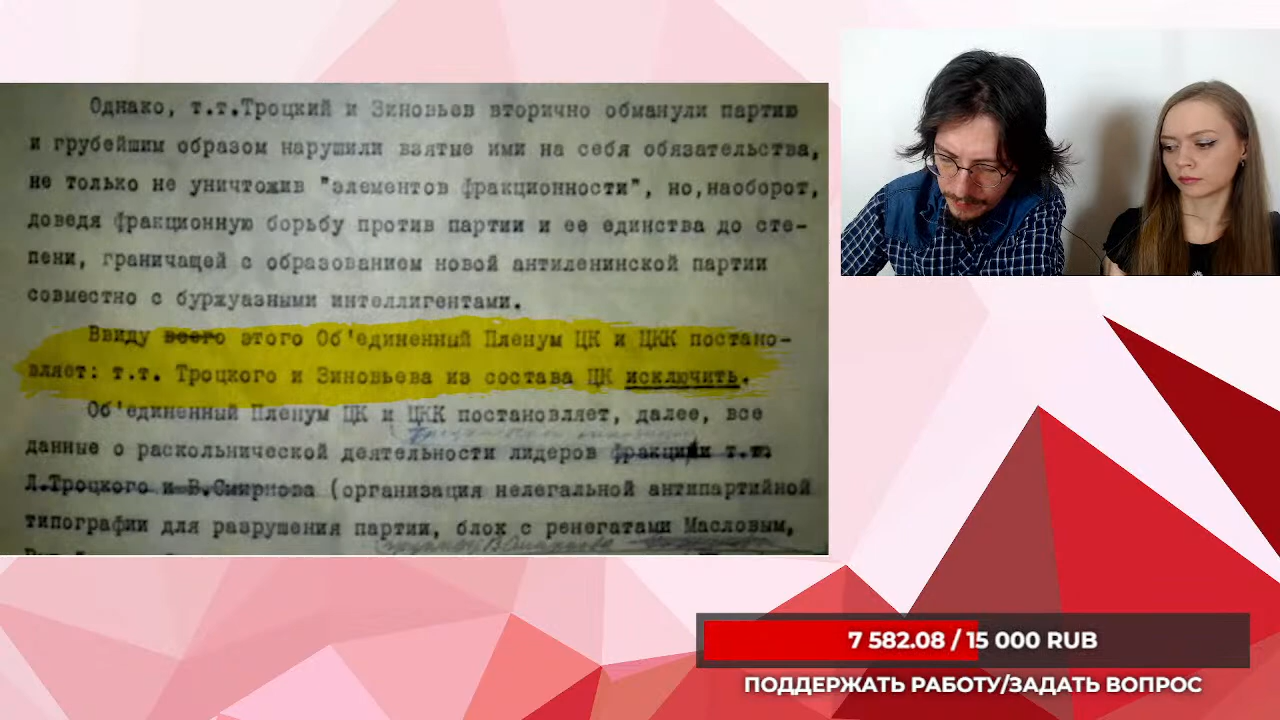 Однако, т.т.Троцкий и Зиновьев вторично обманули партию
и грубейшим образом нарушили взятые ими на себя обязательства,
не только не уничтожив "элементов фракционности", но,наоборот,
доведя фракционную борьбу против партии и ее единства до сте-
пени, граничащей с образованием новой антиленинской партии
совместно с буржуазными интеллигентами.
Ввиду всего этого Об'единенный Пленум ЦК и ЦКК постано-
вляет: т.т. Троцкого и Зиновьева из состава ЦК исключить.
Об'единенный Пленум ЦК и ЦКК постановляет, далее, все
данные о раскольнической деятельности лидеров фракции т.т.
Л.Троцкого и В.Смирнова (организация нелегальной антипартийной
типографии для разрушения партии, блок с ренегатами Масловым,
7 582.08 / 15 000 RUB
ПОДДЕРЖАТЬ РАБОТУ/ЗАДАТЬ ВОПРОС